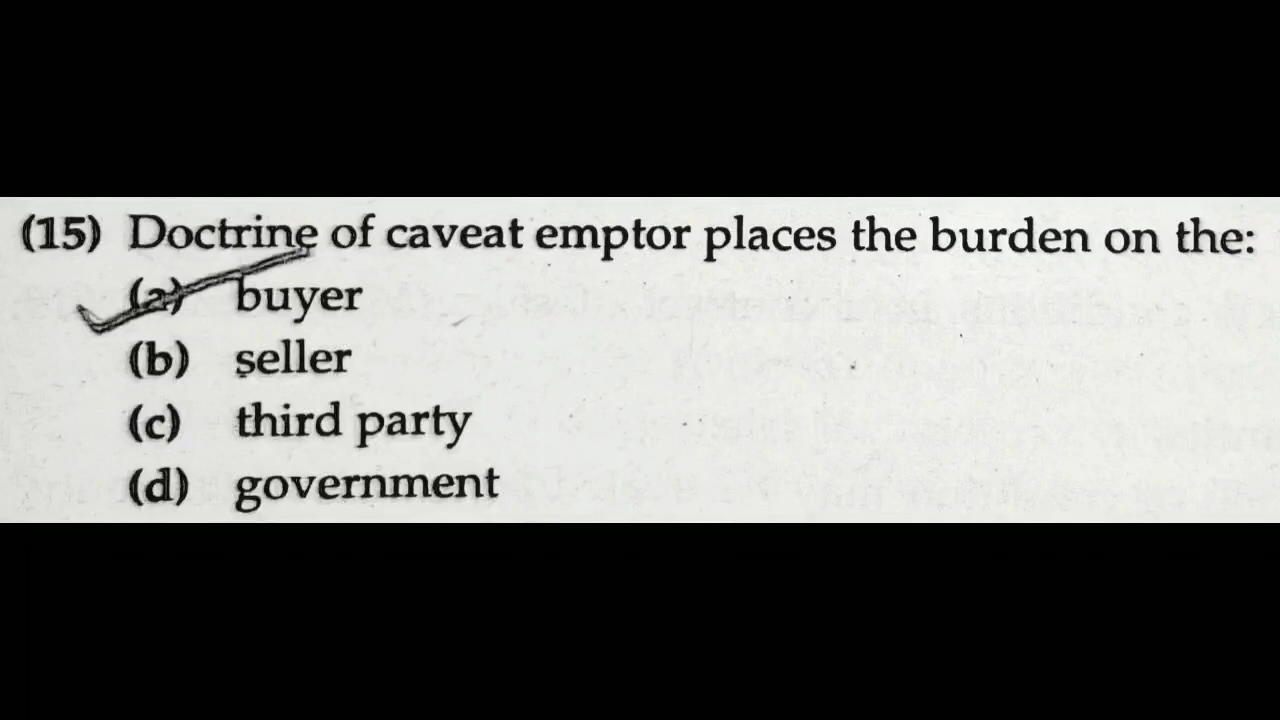 (15) Doctrine of caveat emptor places the burden on the:
(a) buyer
(b) seller
(c) third party
(d) government